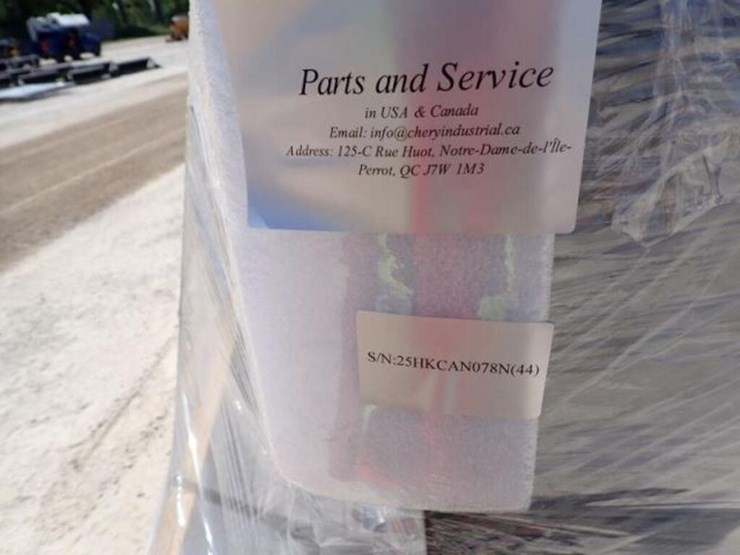 Parts and Service
in USA & Canada
Email: info@cheryindustrial.ca
Address: 125-C Rue Huot, Notre-Dame-de-l'Île-
Perrot, QC J7W 1M3
S/N:25HKCAN078N(44)